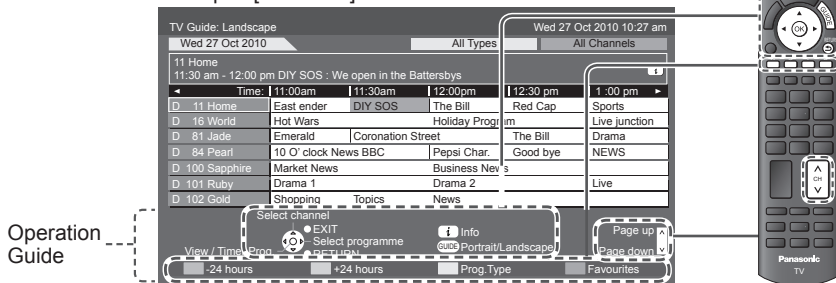 TV Guide: Landscape Wed 27 Oct 2010 10:27 am
Wed 27 Oct 2010 All Types All Channels
11 Home
11:30 am - 12:00 pm DIY SOS : We open in the Battersbys i
◄ Time: 11:00am 11:30am 12:00pm 12:30 pm 1 :00 pm ►
D 11 Home East ender DIY SOS The Bill Red Cap Sports
D 16 World Hot Wars Holiday Program Live junction
D 81 Jade Emerald Coronation Street The Bill Drama
D 84 Pearl 10 O' clock News BBC Pepsi Char. Good bye NEWS
D 100 Sapphire Market News Business News
D 101 Ruby Drama 1 Drama 2 Live
D 102 Gold Shopping Topics News
Operation
Guide
Select channel
EXIT
Select programme
RETURN
View / Timer Prog.
i Info
GUIDE Portrait/Landscape
Page up
Page down
-24 hours +24 hours Prog.Type Favourites
GUIDE
OK
RETURN
CH
Panasonic
TV